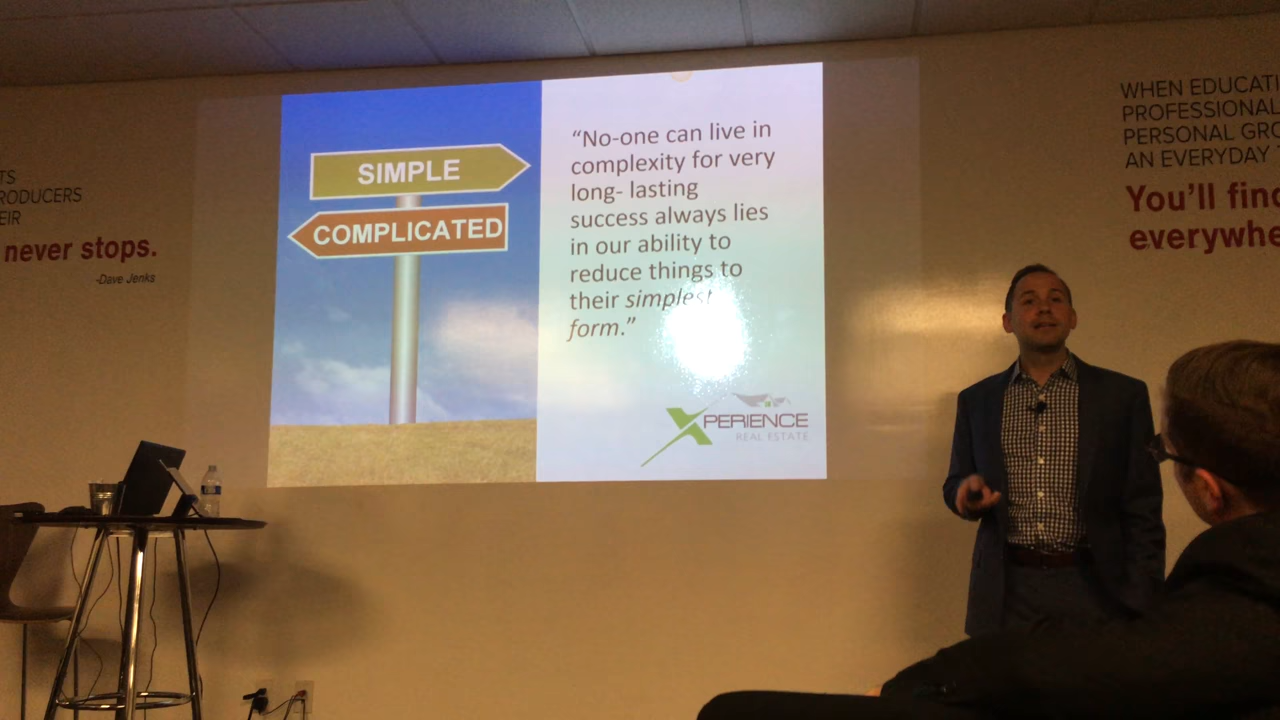 TS
RODUCERS
EIR
never stops.
-Dave Jenks
SIMPLE
COMPLICATED
“No-one can live in
complexity for very
long- lasting
success always lies
in our ability to
reduce things to
their simplest
form.”
XPERIENCE
REAL ESTATE
WHEN EDUCATI
PROFESSIONAL
PERSONAL GRO
AN EVERYDAY
You’ll find
everywhe